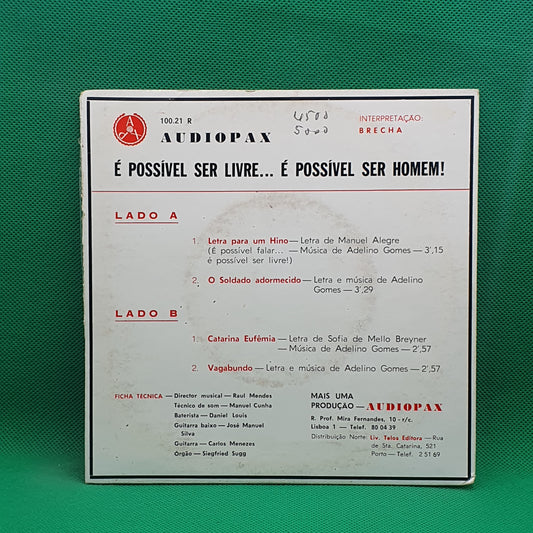 100.21 R
AUDIOPAX
4500
5000
INTERPRETAÇÃO:
BRECHA
É POSSÍVEL SER LIVRE... É POSSÍVEL SER HOMEM!
LADO A
1. Letra para um Hino — Letra de Manuel Alegre
(É possível falar... — Música de Adelino Gomes — 3',15
é possível ser livre!)
2. O Soldado adormecido — Letra e música de Adelino
Gomes — 3',29
LADO B
1. Catarina Eufêmia — Letra de Sofia de Mello Breyner
— Música de Adelino Gomes — 2',57
2. Vagabundo — Letra e música de Adelino Gomes — 2',57
FICHA TÉCNICA — Director musical — Raul Mendes
Técnico de som — Manuel Cunha
Baterista — Daniel Louis
Guitarra baixo — José Manuel
Silva
Guitarra — Carlos Menezes
Órgão — Siegfried Sugg
MAIS UMA
PRODUÇÃO — AUDIOPAX
R. Prof. Mira Fernandes, 10 - r/c.
Lisboa 1 — Telef. 80 04 39
Distribuição Norte: Liv. Telos Editora — Rua
de Sta. Catarina, 521
Porto — Telef. 2 51 69